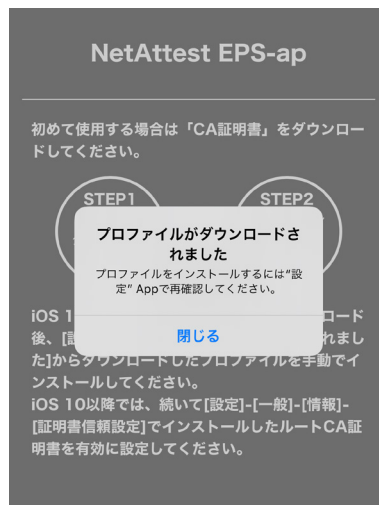 NetAttest EPS-ap
初めて使用する場合は「CA証明書」をダウンロー
ドしてください。
STEP1
STEP2
プロファイルがダウンロードさ
れました
プロファイルをインストールするには“設
定” Appで再確認してください。
閉じる
iOS 1
ロード
後、[設
れまし
た]からダウンロードしたプロファイルを手動でイ
ンストールしてください。
iOS 10以降では、続いて[設定]-[一般]-[情報]-
[証明書信頼設定]でインストールしたルートCA証
明書を有効に設定してください。